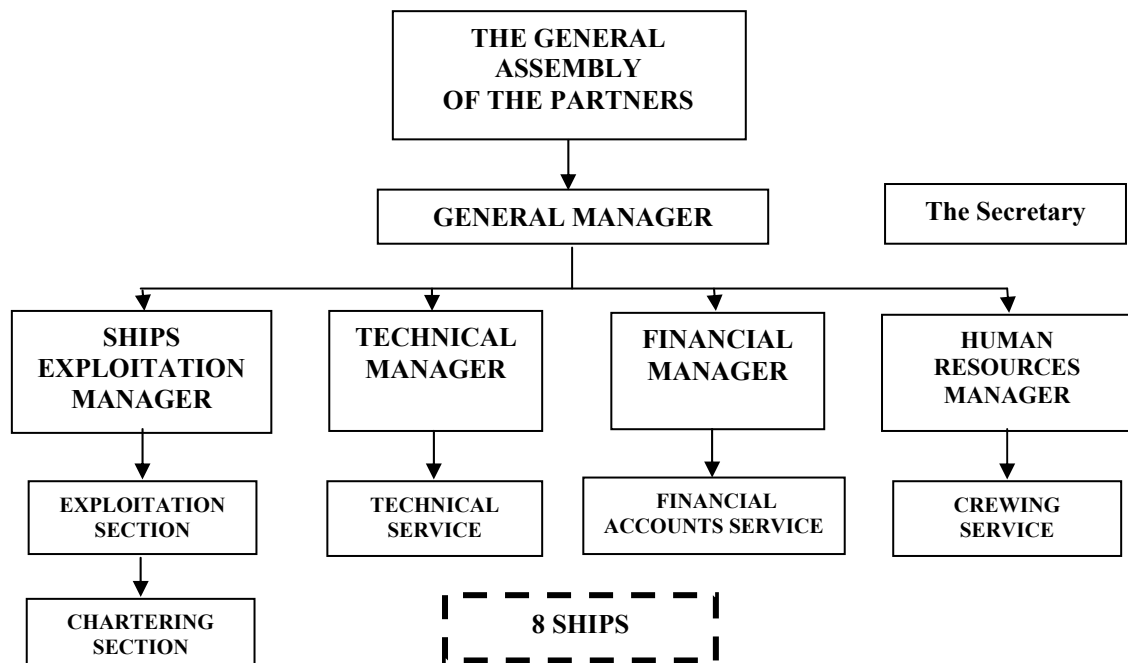 THE GENERAL
ASSEMBLY
OF THE PARTNERS
GENERAL MANAGER
The Secretary
SHIPS
EXPLOITATION
MANAGER
TECHNICAL
MANAGER
FINANCIAL
MANAGER
HUMAN
RESOURCES
MANAGER
EXPLOITATION
SECTION
TECHNICAL
SERVICE
FINANCIAL
ACCOUNTS SERVICE
CREWING
SERVICE
CHARTERING
SECTION
8 SHIPS